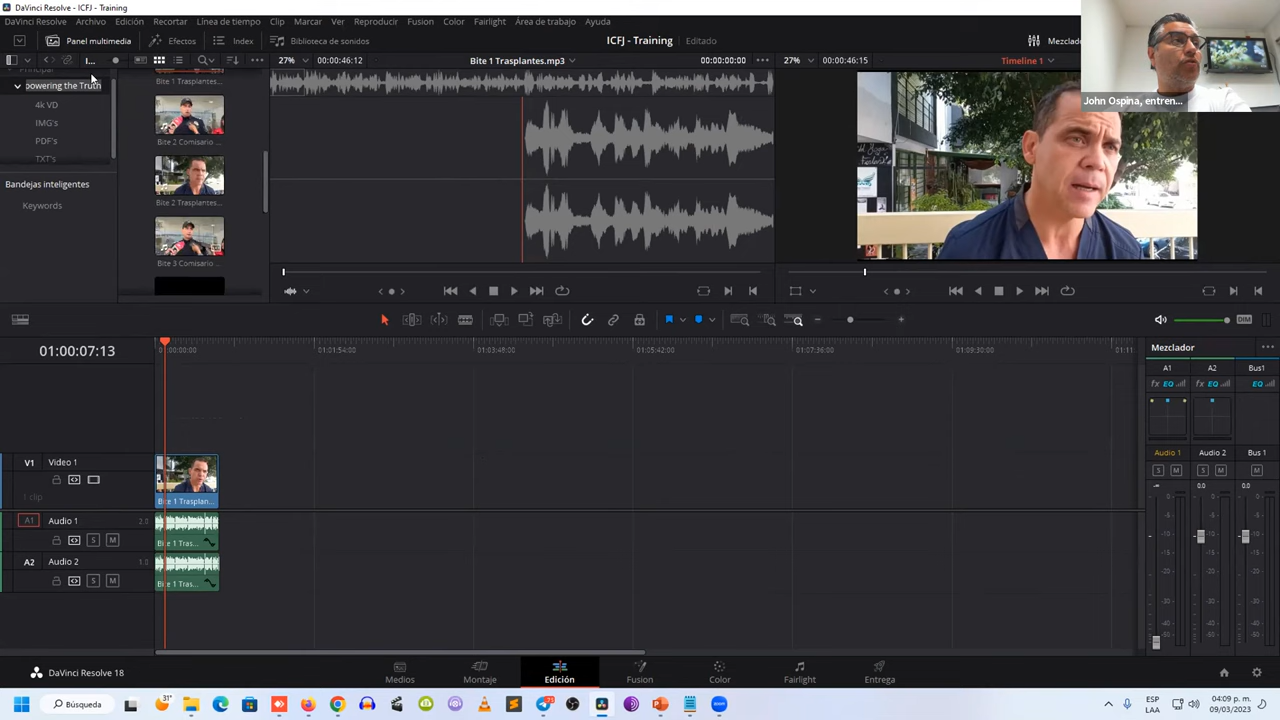 DaVinci Resolve - ICFJ - Training
DaVinci Resolve Archivo Edición Recortar Línea de tiempo Clip Marcar Ver Reproducir Fusion Color Fairlight Área de trabajo Ayuda
Panel multimedia Efectos Index Biblioteca de sonidos ICFJ - Training Editado Mezclador
27% 00:00:46:12 Bite 1 Trasplantes.mp3 00:00:00:00 27% 00:00:46:15 Timeline 1
John Ospina, entren...
Principal
powering the Truth
4k VD
IMG's
PDF's
TXT's
Bandejas inteligentes
Keywords
Bite 1 Trasplantes...
Bite 2 Comisario ...
Bite 2 Trasplantes...
Bite 3 Comisario ...
DIM
01:00:07:13
01:00:00:00 01:01:54:00 01:03:49:00 01:05:42:00 01:07:36:00 01:09:30:00 01:11
V1 Video 1
1 clip
Bite 1 Trasplan...
A1 Audio 1 2.0
S M
Bite 1 Tras...
A2 Audio 2 1.0
S M
Bite 1 Tras...
Mezclador
A1 A2 Bus1
fx EQ fx EQ EQ
Audio 1 Audio 2 Bus 1
S M S M M
0.0 0.0
DaVinci Resolve 18
Medios Montaje Edición Fusion Color Fairlight Entrega
31°
Búsqueda
ESP
LAA
04:09 p. m.
09/03/2023